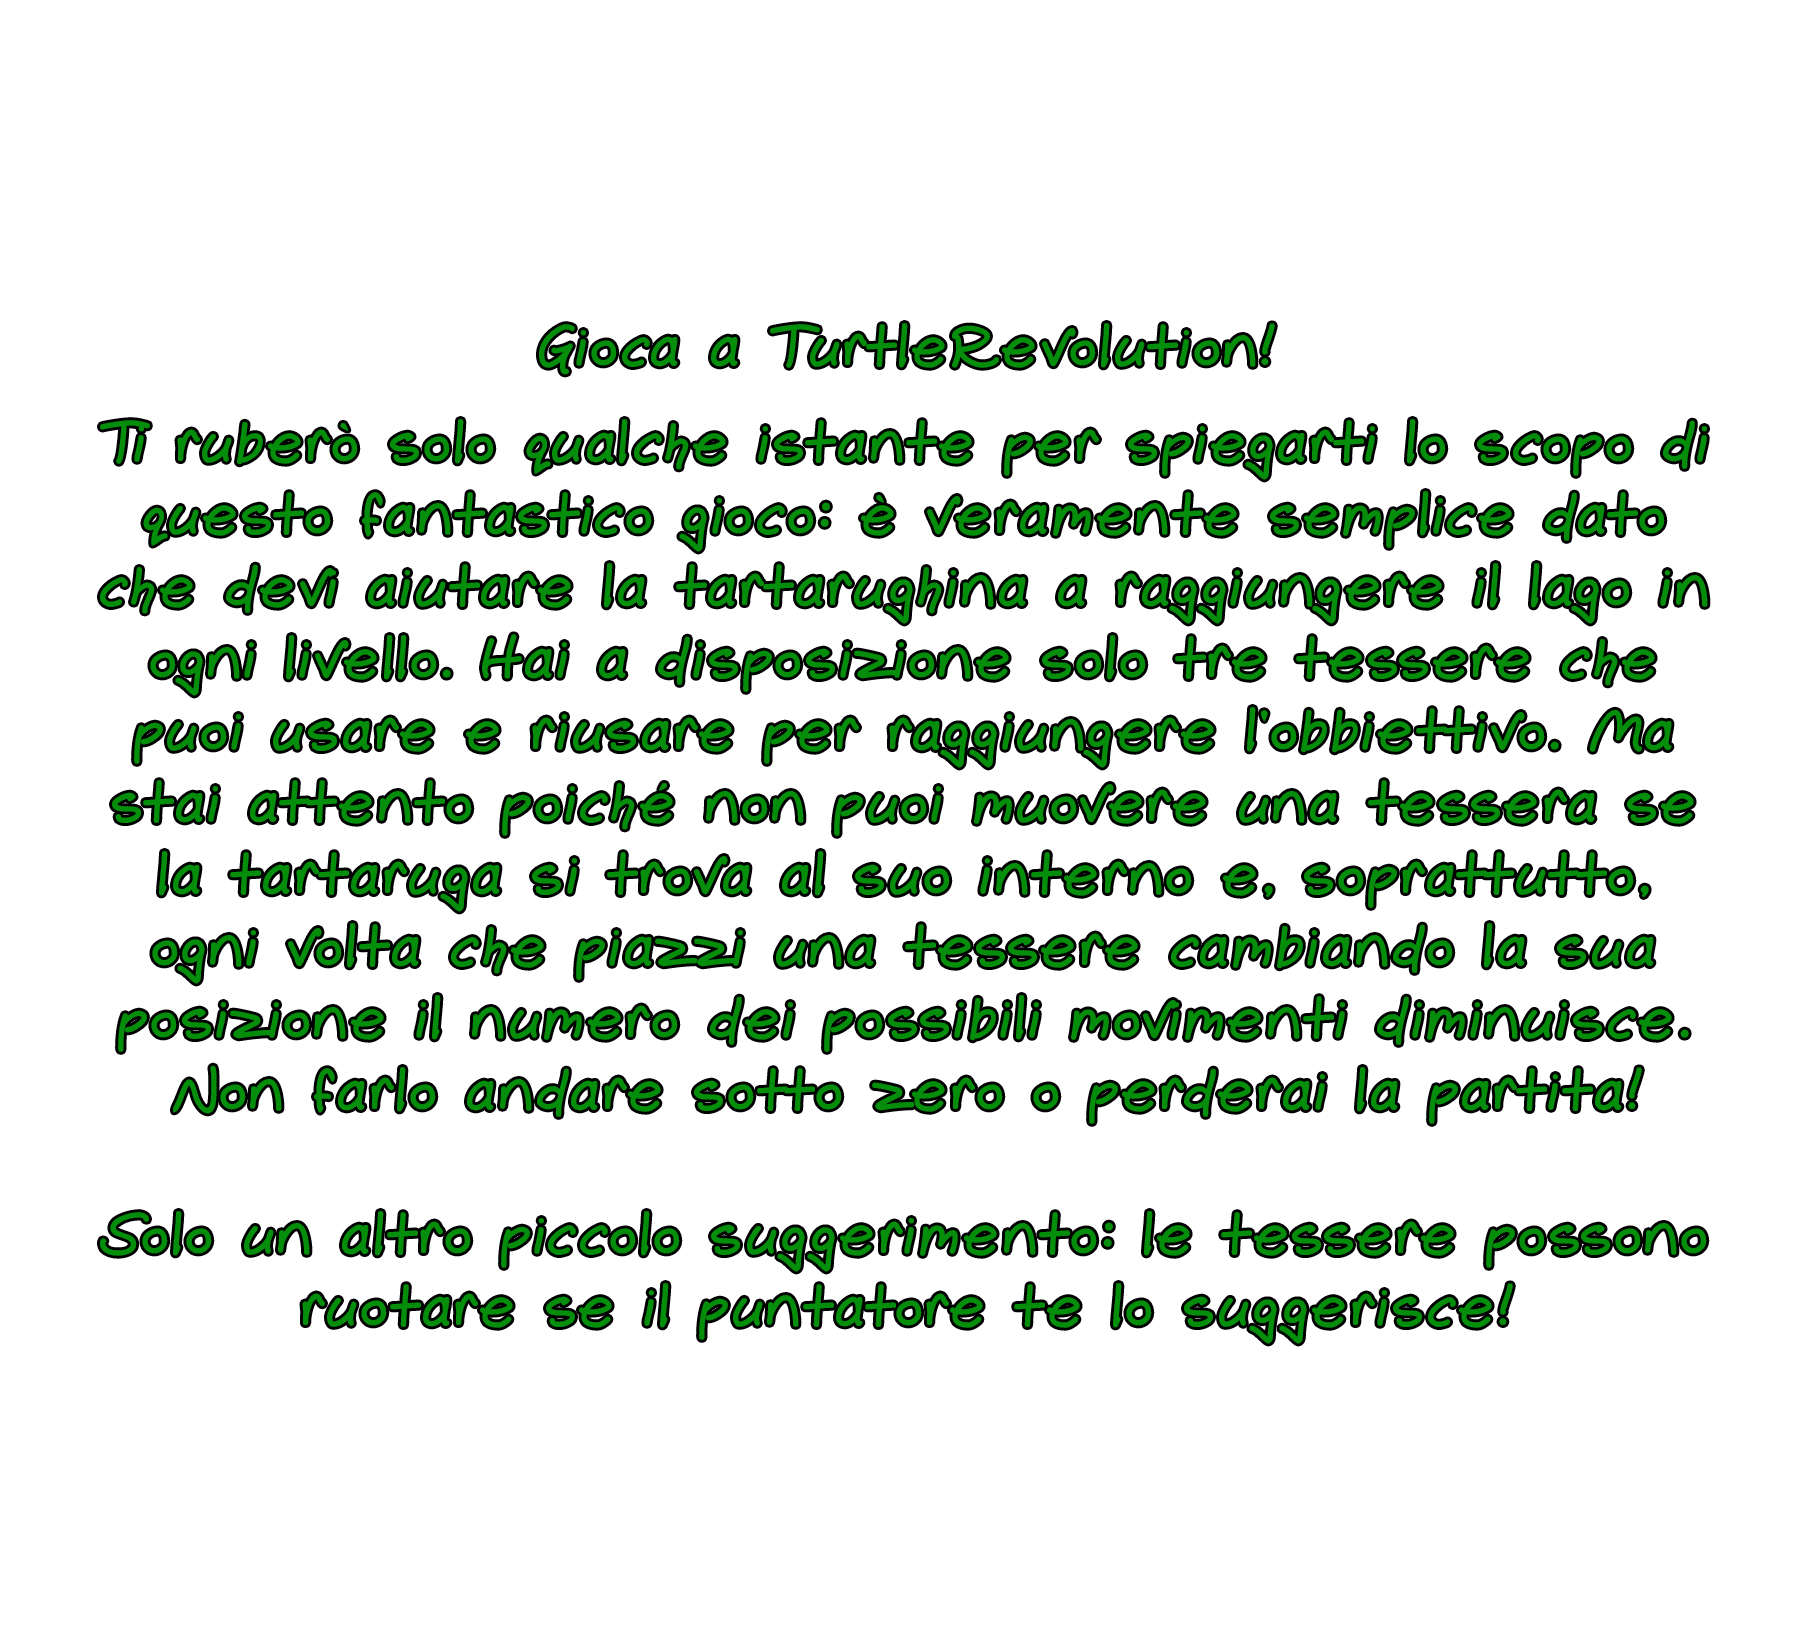 Gioca a TurtleRevolution!
Ti ruberò solo qualche istante per spiegarti lo scopo di
questo fantastico gioco: è veramente semplice dato
che devi aiutare la tartarughina a raggiungere il lago in
ogni livello. Hai a disposizione solo tre tessere che
puoi usare e riusare per raggiungere l'obbiettivo. Ma
stai attento poiché non puoi muovere una tessera se
la tartaruga si trova al suo interno e, soprattutto,
ogni volta che piazzi una tessere cambiando la sua
posizione il numero dei possibili movimenti diminuisce.
Non farlo andare sotto zero o perderai la partita!
Solo un altro piccolo suggerimento: le tessere possono
ruotare se il puntatore te lo suggerisce!